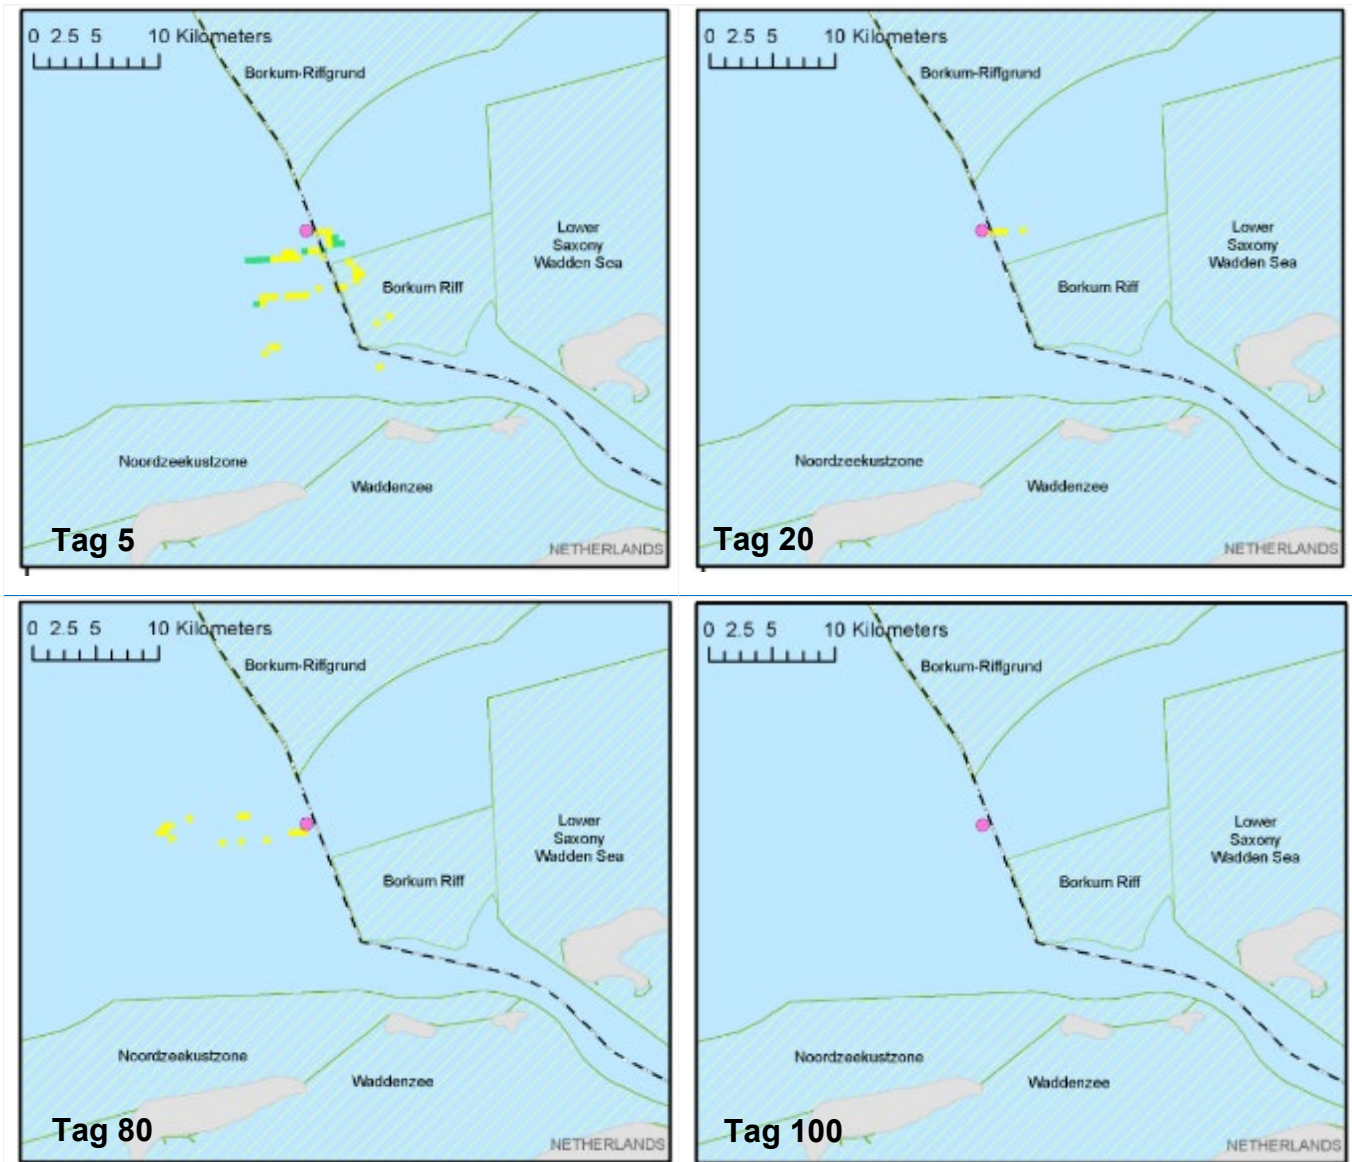 0 2.5 5 10 Kilometers
Borkum-Riffgrund
Lower
Saxony
Wadden Sea
Borkum Riff
Noordzeekustzone
Waddenzee
Tag 5
NETHERLANDS
0 2.5 5 10 Kilometers
Borkum-Riffgrund
Lower
Saxony
Wadden Sea
Borkum Riff
Noordzeekustzone
Waddenzee
Tag 20
NETHERLANDS
0 2.5 5 10 Kilometers
Borkum-Riffgrund
Lower
Saxony
Wadden Sea
Borkum Riff
Noordzeekustzone
Waddenzee
Tag 80
NETHERLANDS
0 2.5 5 10 Kilometers
Borkum-Riffgrund
Lower
Saxony
Wadden Sea
Borkum Riff
Noordzeekustzone
Waddenzee
Tag 100
NETHERLANDS